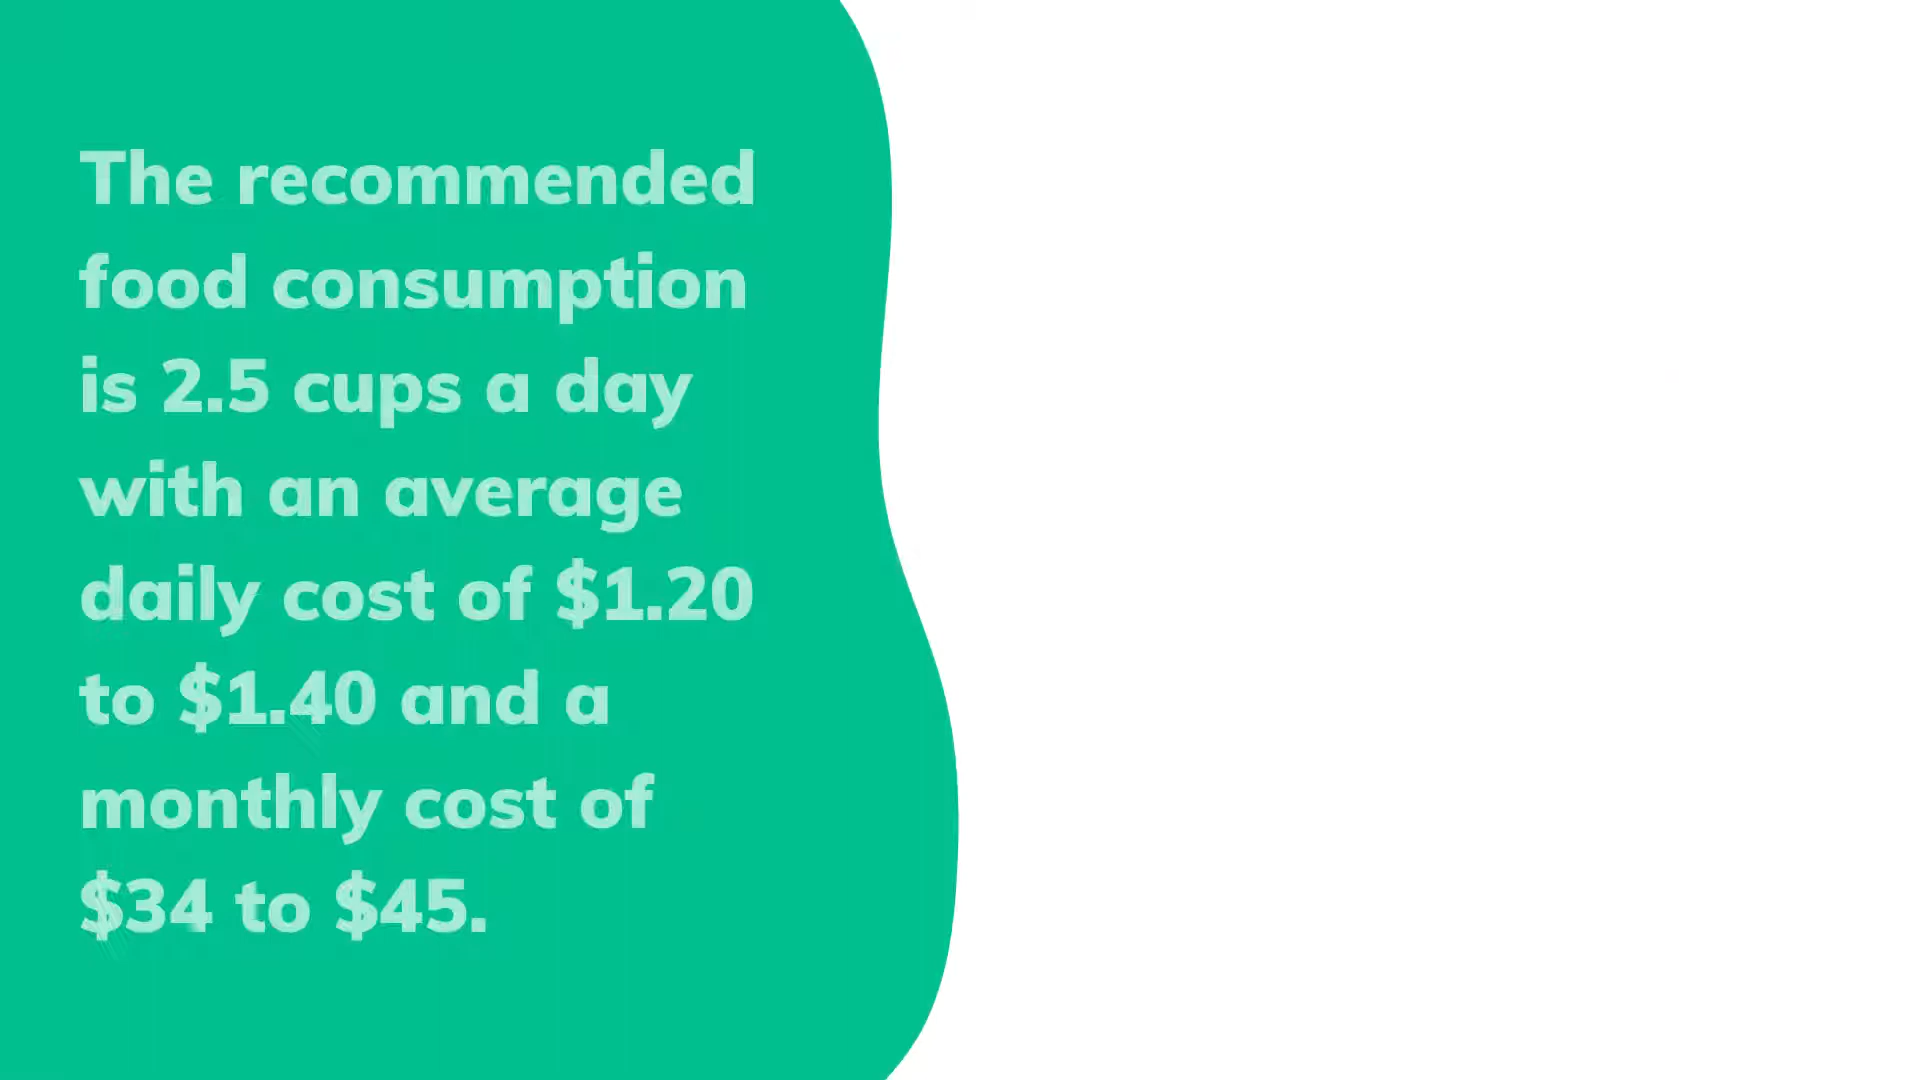 The recommended
food consumption
is 2.5 cups a day
with an average
daily cost of $1.20
to $1.40 and a
monthly cost of
$34 to $45.